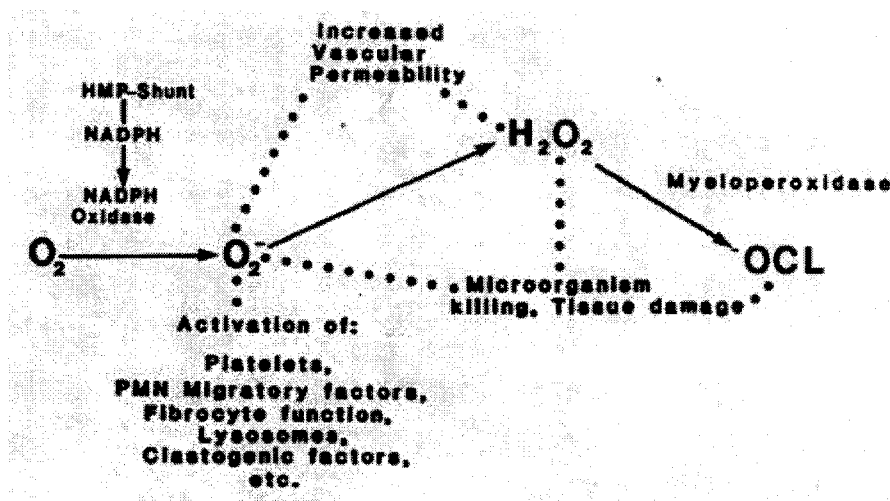 Increased
Vascular
Permeability
HMP-Shunt
NADPH
NADPH
Oxidase
H₂O₂
Myeloperoxidase
O₂
O₂⁻
⁻OCL
Microorganism
killing, Tissue damage
Activation of:
Platelets,
PMN Migratory factors,
Fibrocyte function,
Lysosomes,
Clastogenic factors,
etc.